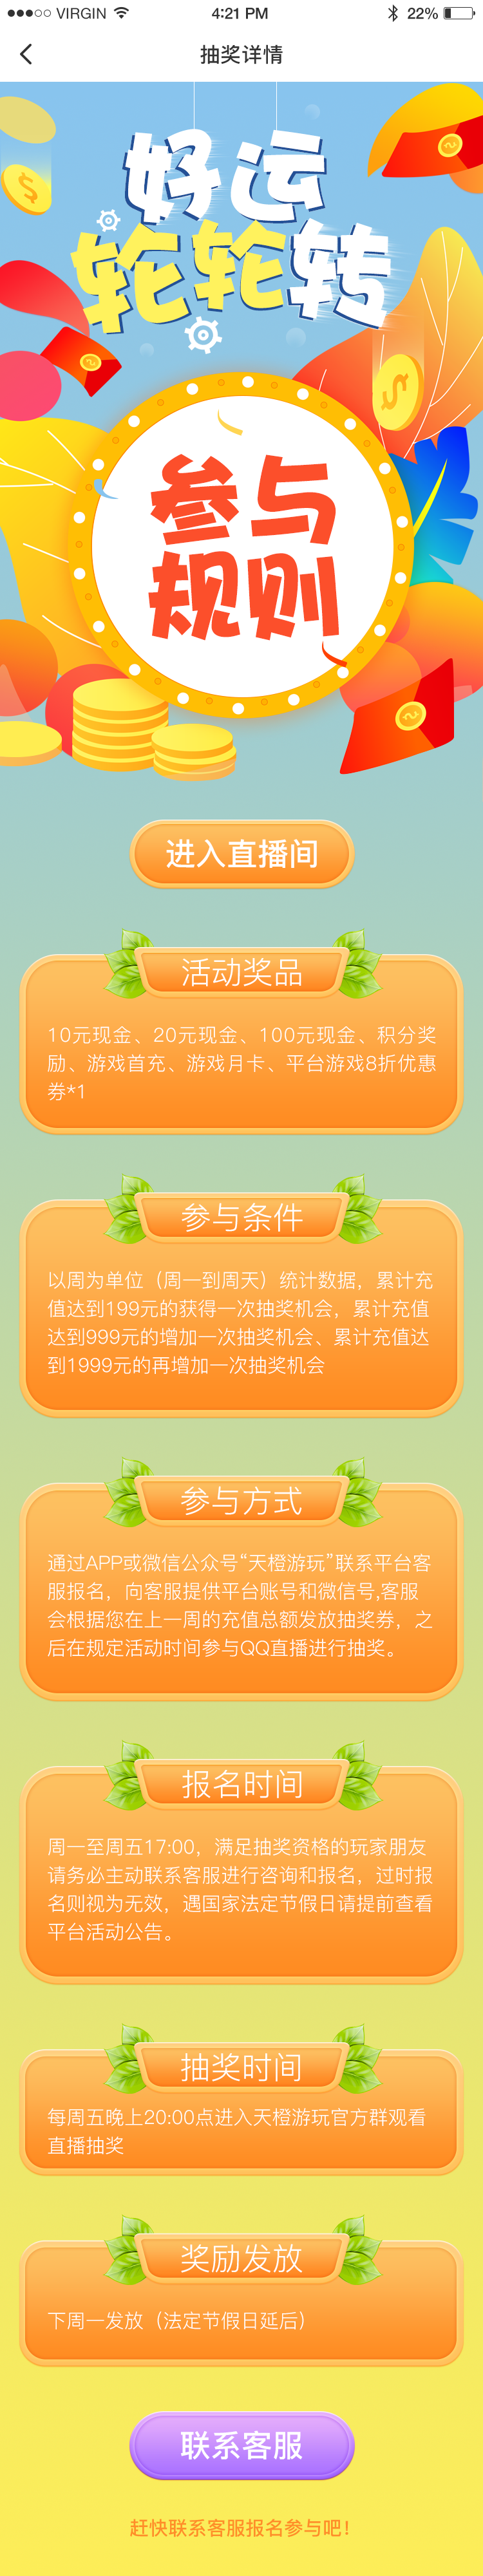 VIRGIN 4:21 PM 22%
抽奖详情
好运
轮轮转
参与
规则
进入直播间
活动奖品
10元现金、20元现金、100元现金、积分奖
励、游戏首充、游戏月卡、平台游戏8折优惠
券*1
参与条件
以周为单位（周一到周天）统计数据，累计充
值达到199元的获得一次抽奖机会，累计充值
达到999元的增加一次抽奖机会、累计充值达
到1999元的再增加一次抽奖机会
参与方式
通过APP或微信公众号“天橙游玩”联系平台客
服报名，向客服提供平台账号和微信号,客服
会根据您在上一周的充值总额发放抽奖券，之
后在规定活动时间参与QQ直播进行抽奖。
报名时间
周一至周五17:00，满足抽奖资格的玩家朋友
请务必主动联系客服进行咨询和报名，过时报
名则视为无效，遇国家法定节假日请提前查看
平台活动公告。
抽奖时间
每周五晚上20:00点进入天橙游玩官方群观看
直播抽奖
奖励发放
下周一发放（法定节假日延后）
联系客服
赶快联系客服报名参与吧！